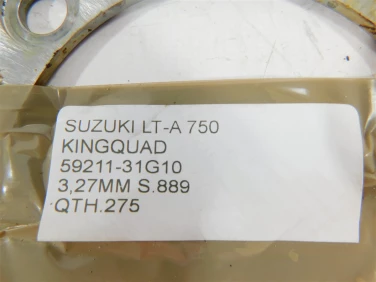 SUZUKI LT-A 750
KINGQUAD
59211-31G10
3,27MM S.889
QTH.275